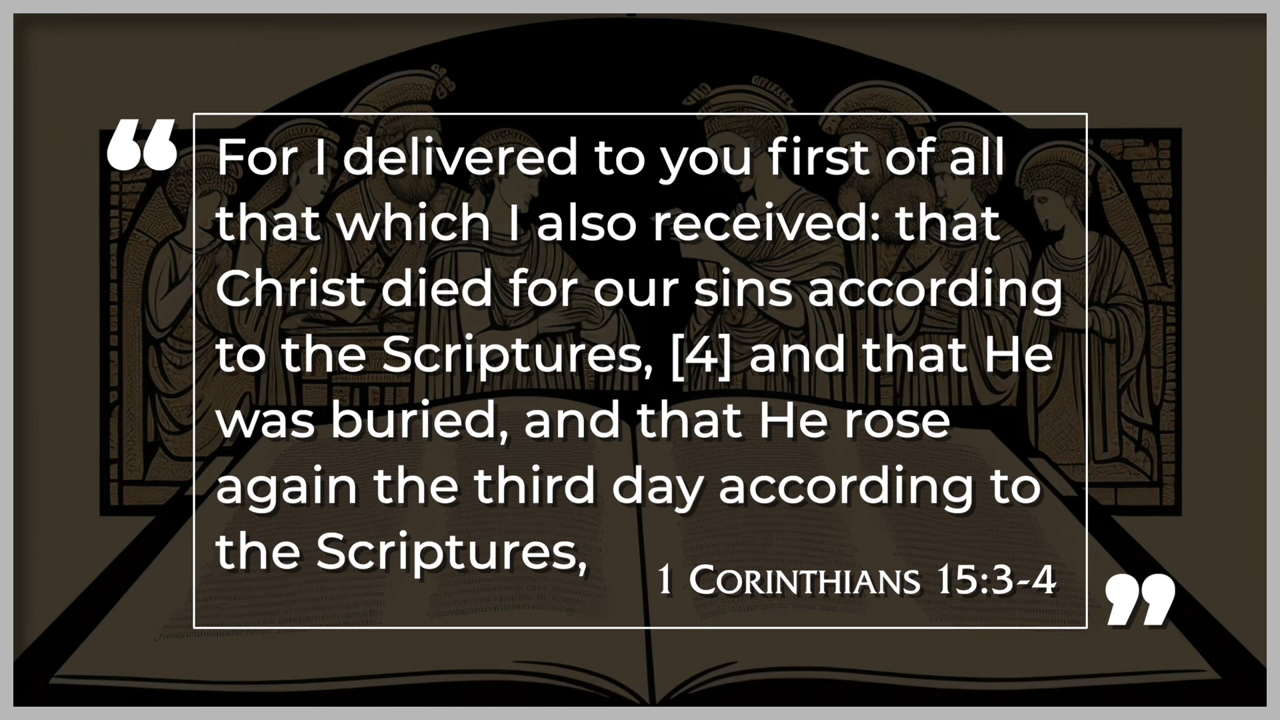 “
For I delivered to you first of all
that which I also received: that
Christ died for our sins according
to the Scriptures, [4] and that He
was buried, and that He rose
again the third day according to
the Scriptures,
1 Corinthians 15:3-4
”